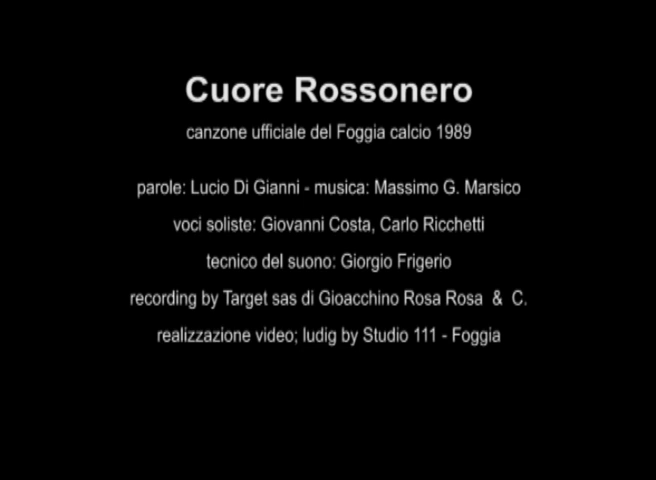 Cuore Rossonero
canzone ufficiale del Foggia calcio 1989
parole: Lucio Di Gianni - musica: Massimo G. Marsico
voci soliste: Giovanni Costa, Carlo Ricchetti
tecnico del suono: Giorgio Frigerio
recording by Target sas di Gioacchino Rosa Rosa & C.
realizzazione video; ludig by Studio 111 - Foggia